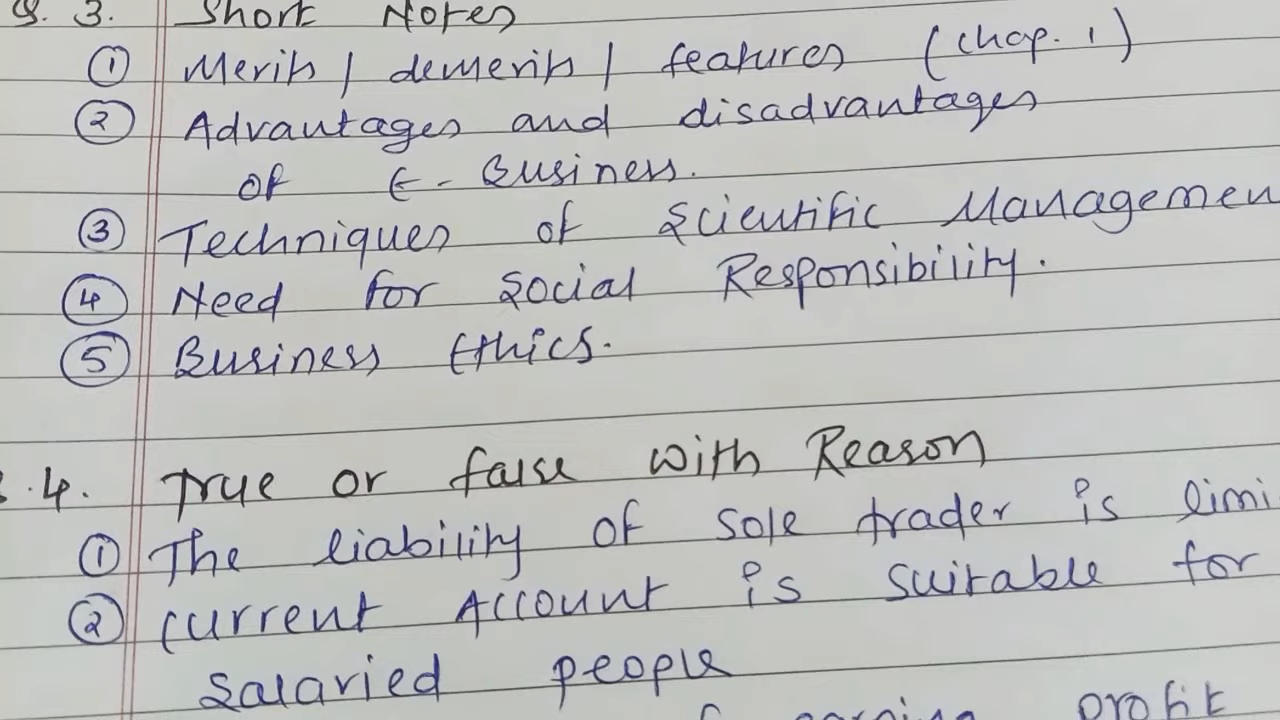 Q. 3. Short Notes
① Merits / demerits / features (Chap. 1)
② Advantages and disadvantages
of E-Business.
③ Techniques of Scientific Managemen
④ Need for Social Responsibility.
⑤ Business Ethics.
.4. True or false with Reason
① The liability of sole trader is limi
② Current Account is suitable for
salaried people
profit